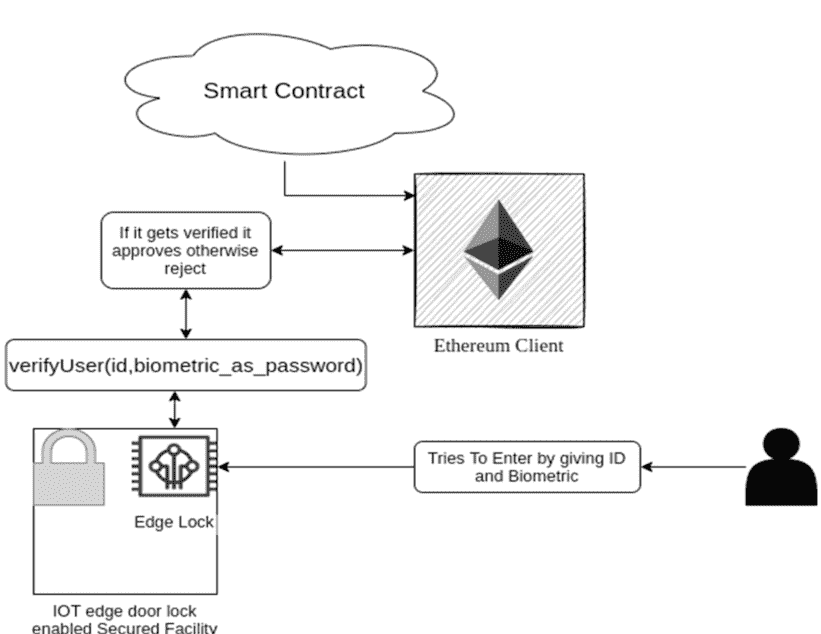 Smart Contract
If it gets verified it
approves otherwise
reject
Ethereum Client
verifyUser(id,biometric_as_password)
Tries To Enter by giving ID
and Biometric
Edge Lock
IOT edge door lock
enabled Secured Facility